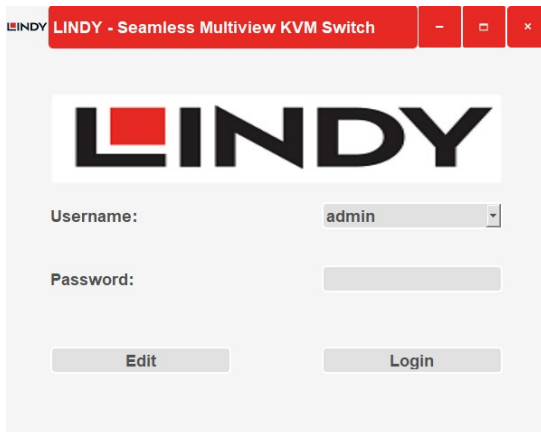 LINDY LINDY - Seamless Multiview KVM Switch
LINDY
Username: admin
Password:
Edit Login